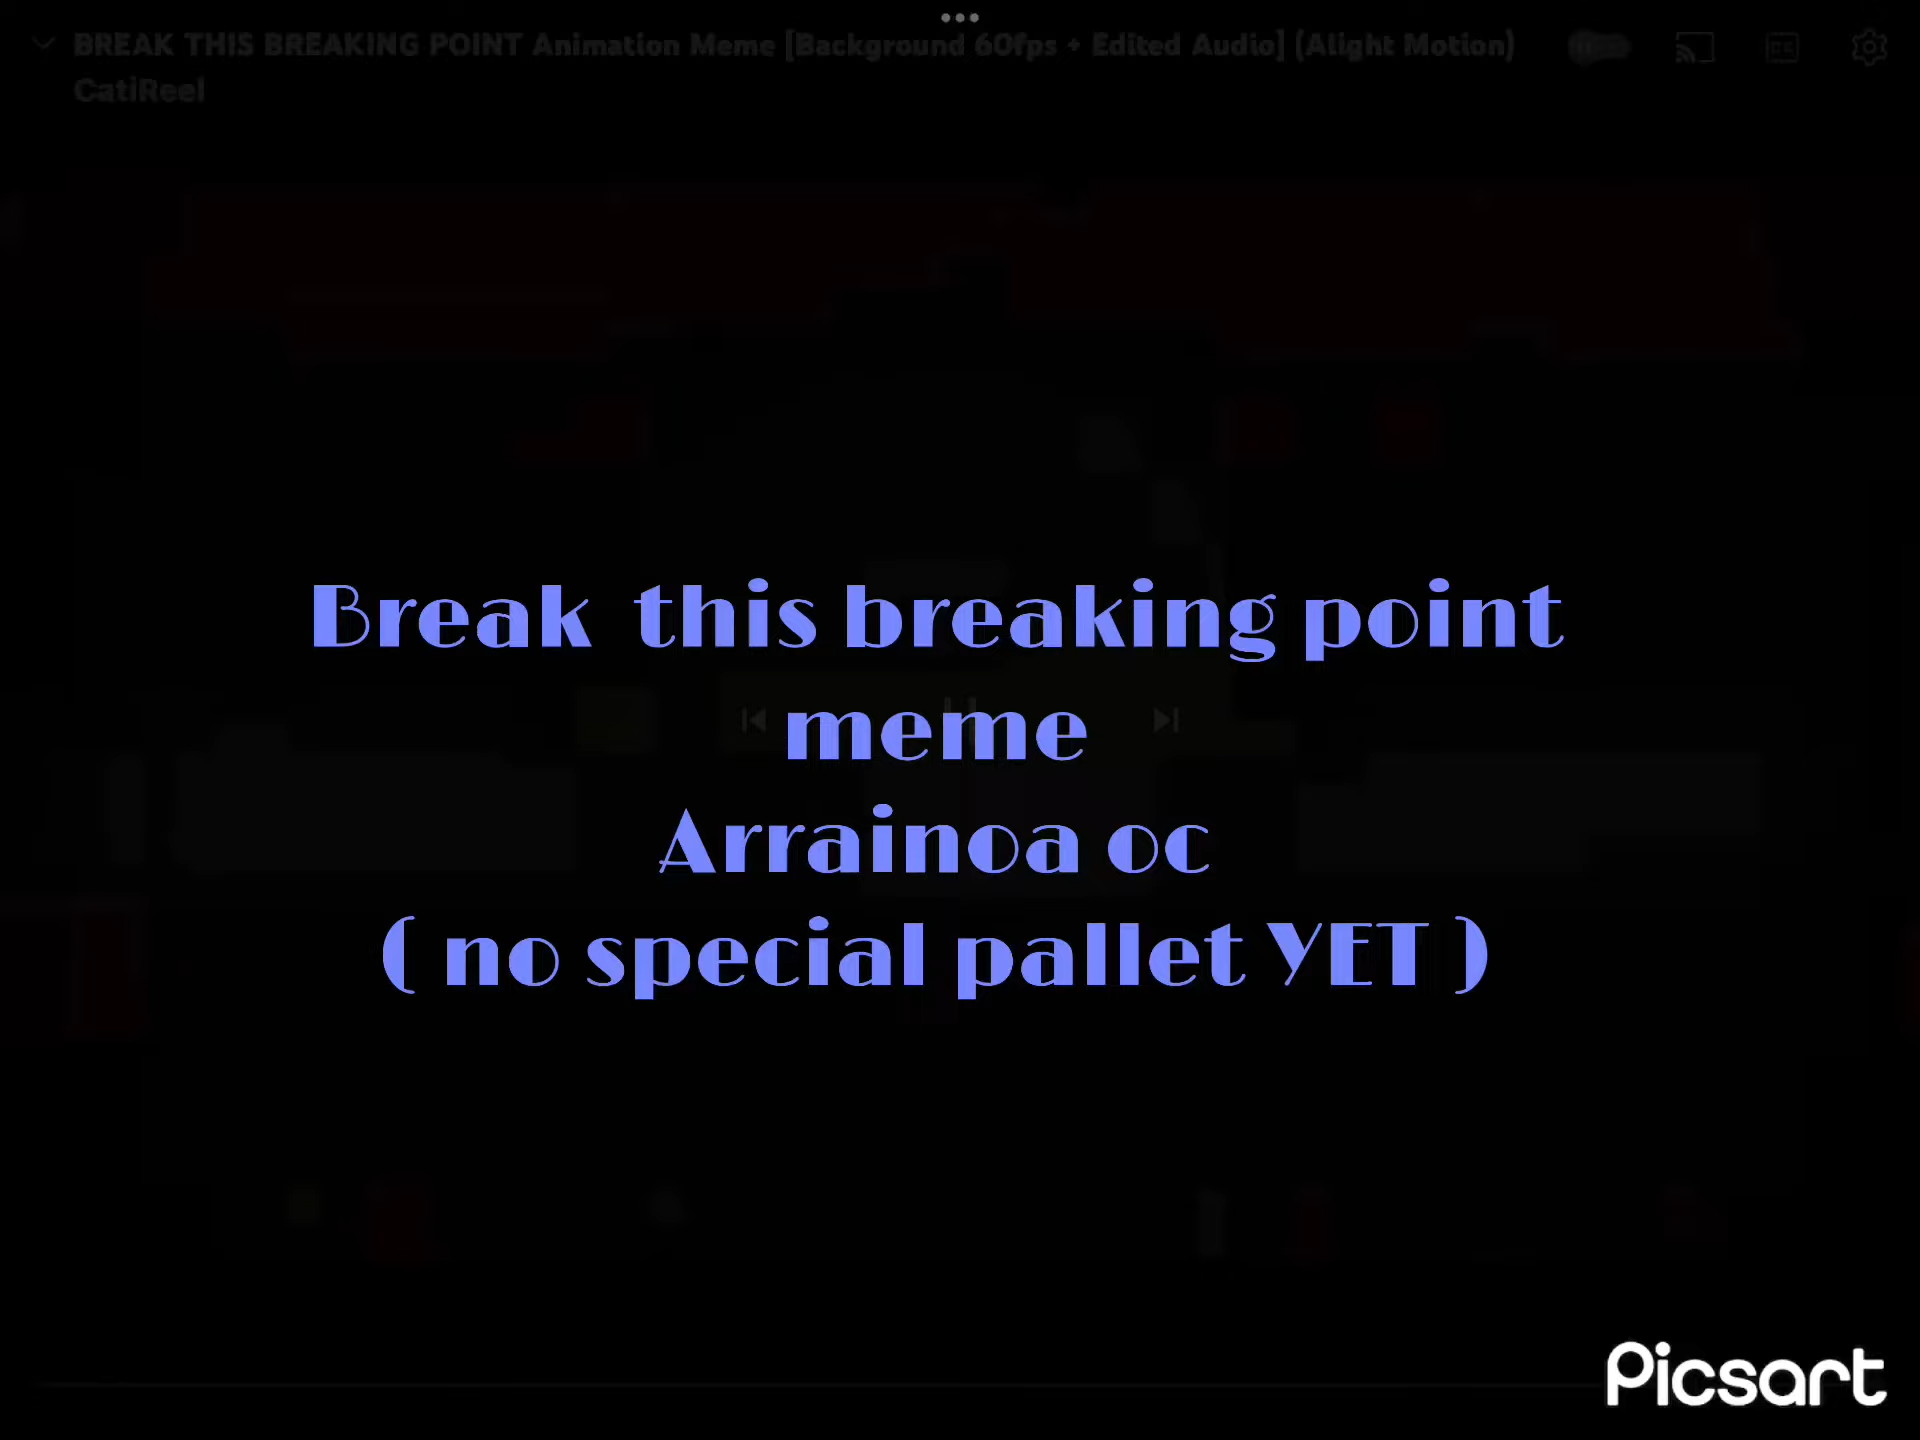 BREAK THIS BREAKING POINT Animation Meme [Background 60fps + Edited Audio] (Alight Motion)
CatiReel
Break this breaking point
meme
Arrainoa oc
( no special pallet YET )
Picsart